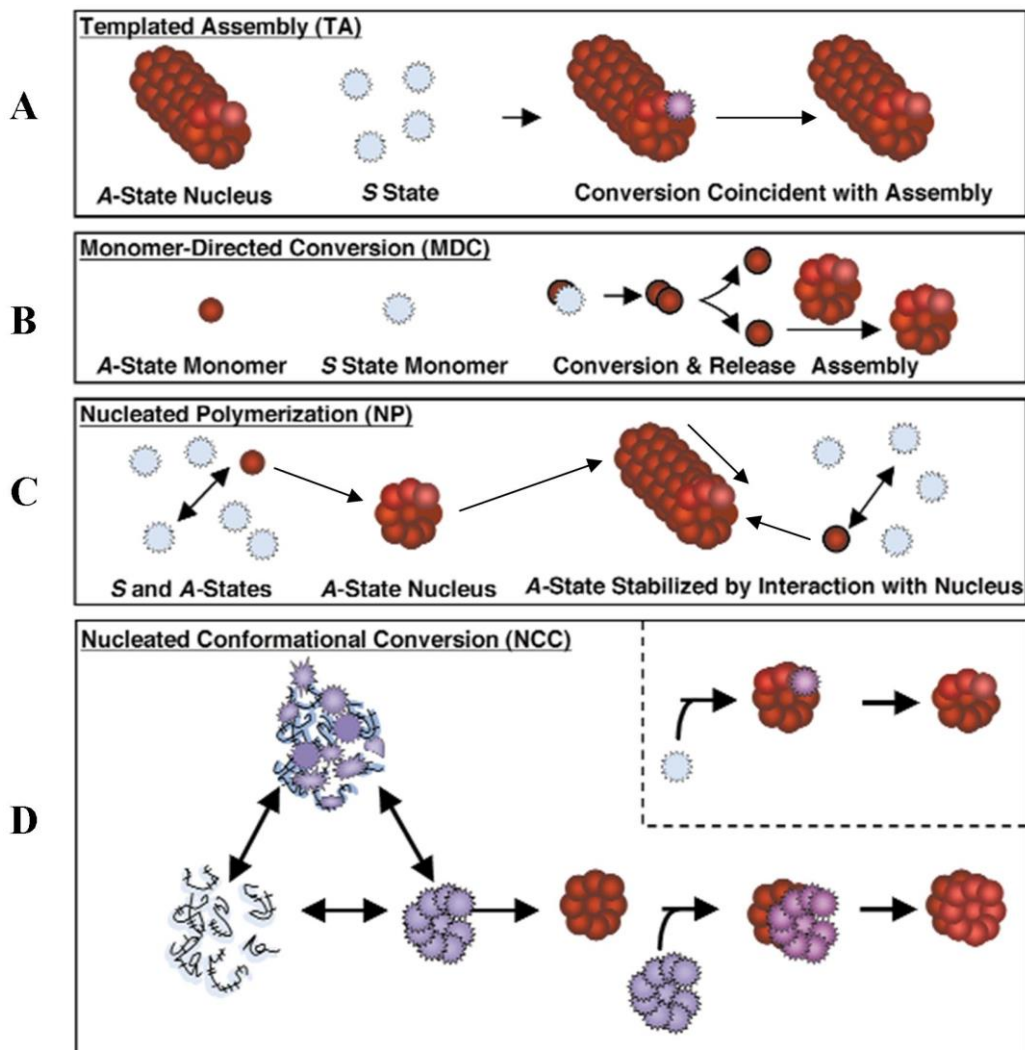 A
Templated Assembly (TA)
A-State Nucleus
S State
Conversion Coincident with Assembly
B
Monomer-Directed Conversion (MDC)
A-State Monomer
S State Monomer
Conversion & Release
Assembly
C
Nucleated Polymerization (NP)
S and A-States
A-State Nucleus
A-State Stabilized by Interaction with Nucleus
D
Nucleated Conformational Conversion (NCC)